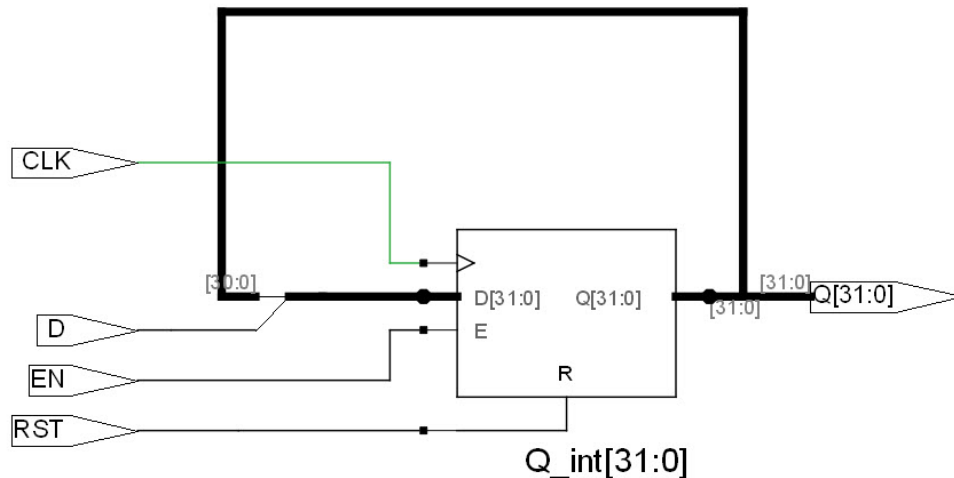 CLK
[30:0]
D
EN
RST
D[31:0]
Q[31:0]
E
R
[31:0]
[31:0]
Q[31:0]
Q_int[31:0]